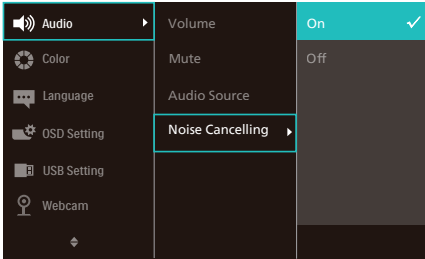 Audio
Color
Language
OSD Setting
USB Setting
Webcam
Volume
Mute
Audio Source
Noise Cancelling
On
Off